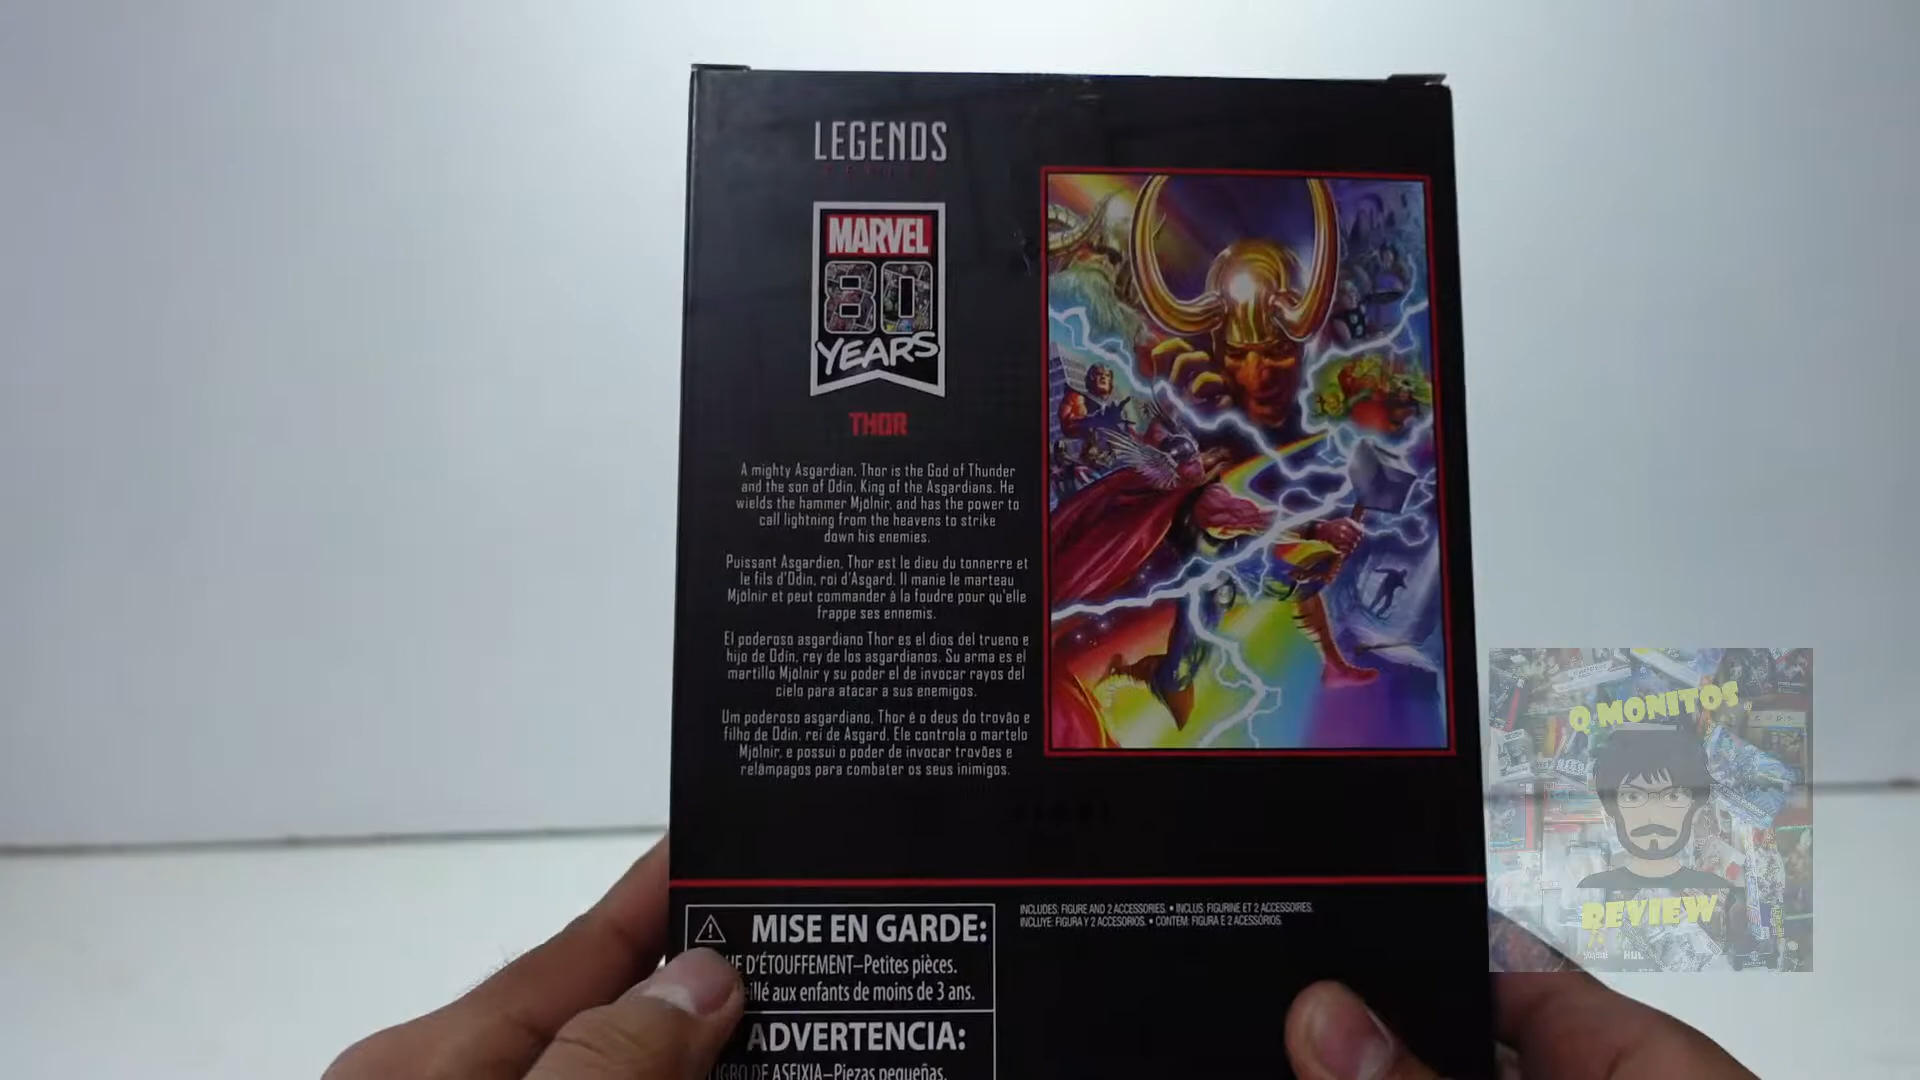 LEGENDS
SERIES
MARVEL
80
YEARS
THOR
A mighty Asgardian, Thor is the God of Thunder
and the son of Odin, King of the Asgardians. He
wields the hammer Mjölnir, and has the power to
call lightning from the heavens to strike
down his enemies.
Puissant Asgardien, Thor est le dieu du tonnerre et
le fils d'Odin, roi d'Asgard. Il manie le marteau
Mjölnir et peut commander à la foudre pour qu'elle
frappe ses ennemis.
El poderoso asgardiano Thor es el dios del trueno e
hijo de Odín, rey de los asgardianos. Su arma es el
martillo Mjölnir y su poder el de invocar rayos del
cielo para atacar a sus enemigos.
Um poderoso asgardiano, Thor é o deus do trovão e
filho de Odin, rei de Asgard. Ele controla o martelo
Mjölnir, e possui o poder de invocar trovões e
relâmpagos para combater os seus inimigos.
INCLUDES: FIGURE AND 2 ACCESSORIES. • INCLUS: FIGURINE ET 2 ACCESSOIRES.
INCLUYE: FIGURA Y 2 ACCESORIOS. • CONTÉM: FIGURA E 2 ACESSÓRIOS.
MISE EN GARDE:
D'ÉTOUFFEMENT–Petites pièces.
aux enfants de moins de 3 ans.
ADVERTENCIA:
DE ASFIXIA–Piezas pequeñas.
Q MONITOS
REVIEW